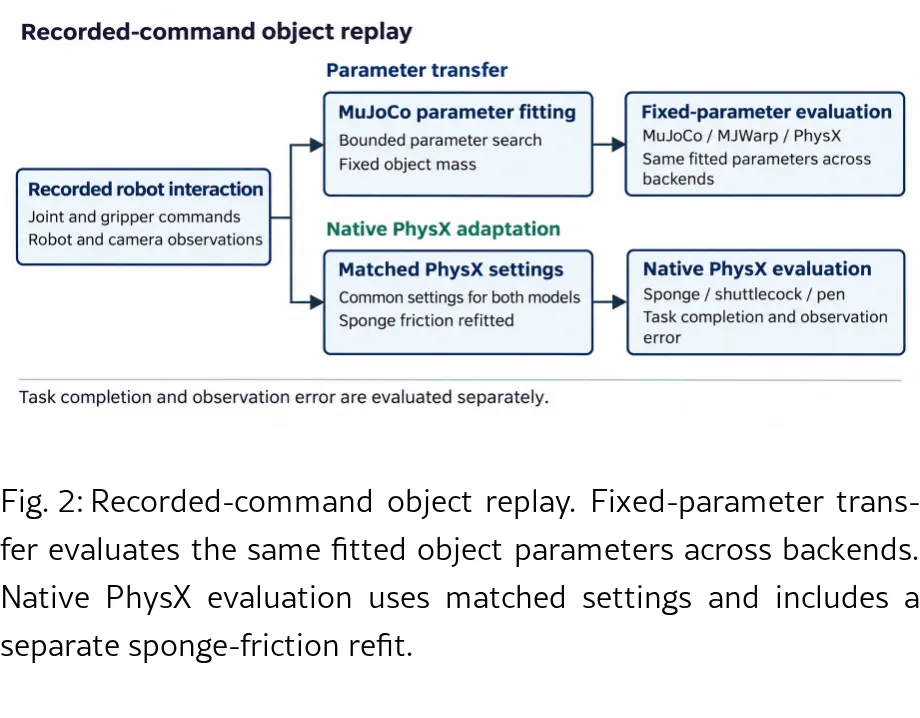 Recorded-command object replay
Parameter transfer
MuJoCo parameter fitting
Bounded parameter search
Fixed object mass
Fixed-parameter evaluation
MuJoCo / MJWarp / PhysX
Same fitted parameters across
backends
Recorded robot interaction
Joint and gripper commands
Robot and camera observations
Native PhysX adaptation
Matched PhysX settings
Common settings for both models
Sponge friction refitted
Native PhysX evaluation
Sponge / shuttlecock / pen
Task completion and observation
error
Task completion and observation error are evaluated separately.
Fig. 2: Recorded-command object replay. Fixed-parameter trans-
fer evaluates the same fitted object parameters across backends.
Native PhysX evaluation uses matched settings and includes a
separate sponge-friction refit.